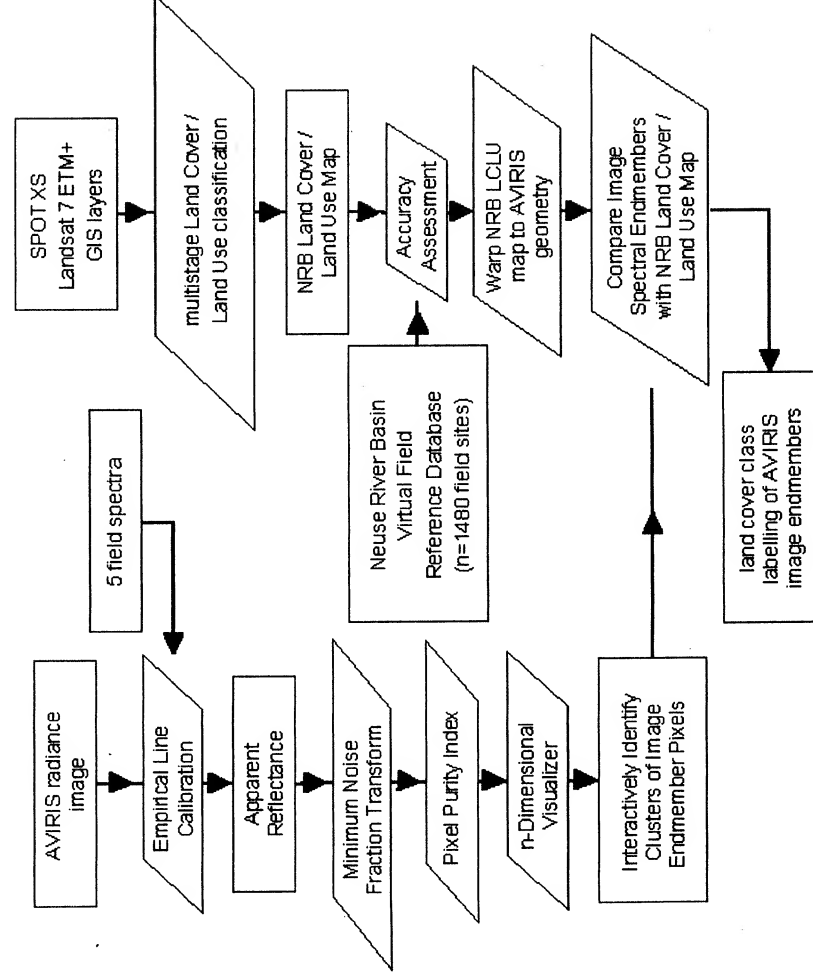 AVIRIS radiance
image
5 field spectra
Empirical Line
Calibration
Apparent
Reflectance
Minimum Noise
Fraction Transform
Pixel Purity Index
n-Dimensional
Visualizer
Interactively Identify
Clusters of Image
Endmember Pixels
SPOT XS
Landsat 7 ETM+
GIS layers
multistage Land Cover /
Land Use classification
NRB Land Cover /
Land Use Map
Neuse River Basin
Virtual Field
Reference Database
(n=1480 field sites)
Accuracy
Assessment
Warp NRB LCLU
map to AVIRIS
geometry
Compare Image
Spectral Endmembers
with NRB Land Cover /
Land Use Map
land cover class
labelling of AVIRIS
image endmembers